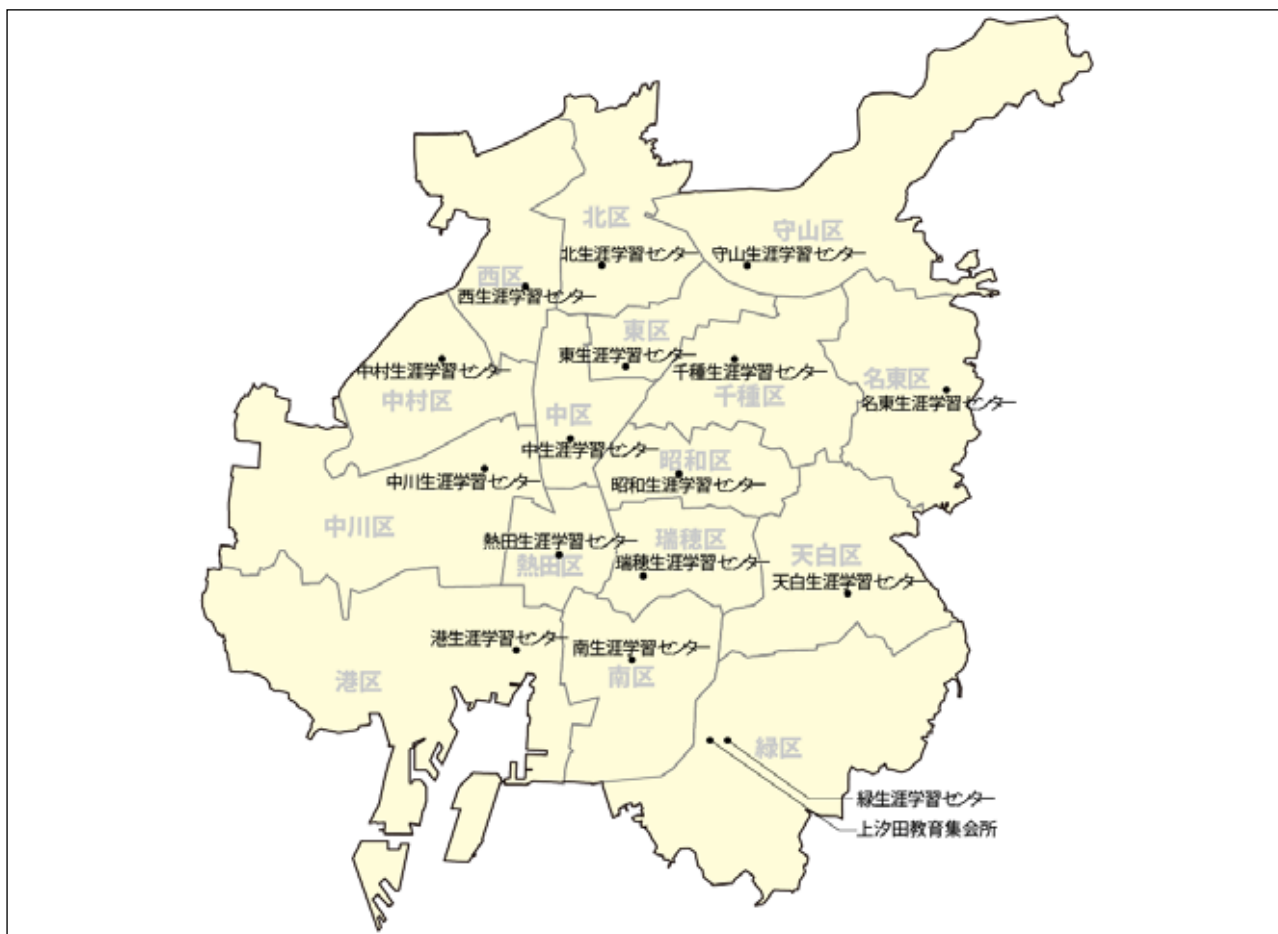 北区
北生涯学習センター
守山区
守山生涯学習センター
西区
西生涯学習センター
東区
東生涯学習センター
中村生涯学習センター
中村区
千種生涯学習センター
千種区
名東区
名東生涯学習センター
中区
中生涯学習センター
昭和区
昭和生涯学習センター
中川生涯学習センター
中川区
熱田生涯学習センター
熱田区
瑞穂区
瑞穂生涯学習センター
天白区
天白生涯学習センター
港生涯学習センター
港区
南生涯学習センター
南区
緑区
緑生涯学習センター
上汐田教育集会所